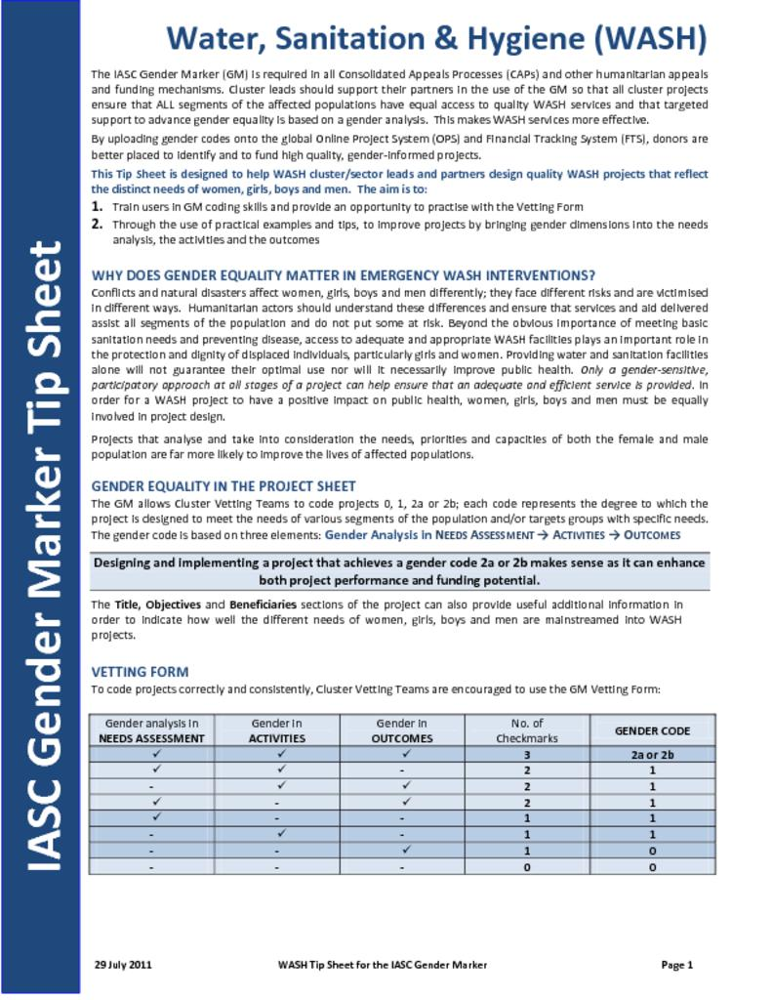 Water, Sanitation & Hygiene (WASH)
The IASC Gender Marker (GM) is required in all Consolidated Appeals Processes (CAPs) and other humanitarian appeals
and funding mechanisms. Cluster leads should support their partners in the use of the GM so that all cluster projects
ensure that ALL segments of the affected populations have equal access to quality WASH services and that targeted
support to advance gender equality is based on a gender analysis. This makes WASH services more effective.
By uploading gender codes onto the global Online Project System (OPS) and Financial Tracking System (FTS), donors are
better placed to identify and to fund high quality, gender-informed projects.
This Tip Sheet is designed to help WASH cluster/sector leads and partners design quality WASH projects that reflect
the distinct needs of women, girls, boys and men. The aim is to:
1. Train users in GM coding skills and provide an opportunity to practise with the Vetting Form
2. Through the use of practical examples and tips, to improve projects by bringing gender dimensions into the needs
analysis, the activities and the outcomes
WHY DOES GENDER EQUALITY MATTER IN EMERGENCY WASH INTERVENTIONS?
Conflicts and natural disasters affect women, girls, boys and men differently; they face different risks and are victimised
in different ways. Humanitarian actors should understand these differences and ensure that services and aid delivered
assist all segments of the population and do not put some at risk. Beyond the obvious importance of meeting basic
sanitation needs and preventing disease, access to adequate and appropriate WASH facilities plays an important role in
the protection and dignity of displaced individuals, particularly girls and women. Providing water and sanitation facilities
alone will not guarantee their optimal use nor will it necessarily improve public health. Only a gender-sensitive,
participatory approach at all stages of a project can help ensure that an adequate and efficient service is provided. In
order for a WASH project to have a positive impact on public health, women, girls, boys and men must be equally
involved in project design.
Projects that analyse and take into consideration the needs, priorities and capacities of both the female and male
population are far more likely to improve the lives of affected populations.
GENDER EQUALITY IN THE PROJECT SHEET
The GM allows Cluster Vetting Teams to code projects 0, 1, 2a or 2b; each code represents the degree to which the
project is designed to meet the needs of various segments of the population and/or targets groups with specific needs.
The gender code is based on three elements: Gender Analysis in NEEDS ASSESSMENT → ACTIVITIES → OUTCOMES
Designing and implementing a project that achieves a gender code 2a or 2b makes sense as it can enhance
both project performance and funding potential.
The Title, Objectives and Beneficiaries sections of the project can also provide useful additional information in
order to indicate how well the different needs of women, girls, boys and men are mainstreamed into WASH
projects.
VETTING FORM
To code projects correctly and consistently, Cluster Vetting Teams are encouraged to use the GM Vetting Form:
Gender analysis in NEEDS ASSESSMENT Gender in ACTIVITIES Gender in OUTCOMES No. of Checkmarks GENDER CODE
✓ ✓ ✓ 3 2a or 2b
✓ ✓ - 2 1
- ✓ ✓ 2 1
✓ - ✓ 2 1
✓ - - 1 1
- ✓ - 1 1
- - ✓ 1 0
- - - 0 0
29 July 2011 WASH Tip Sheet for the IASC Gender Marker Page 1
IASC Gender Marker Tip Sheet